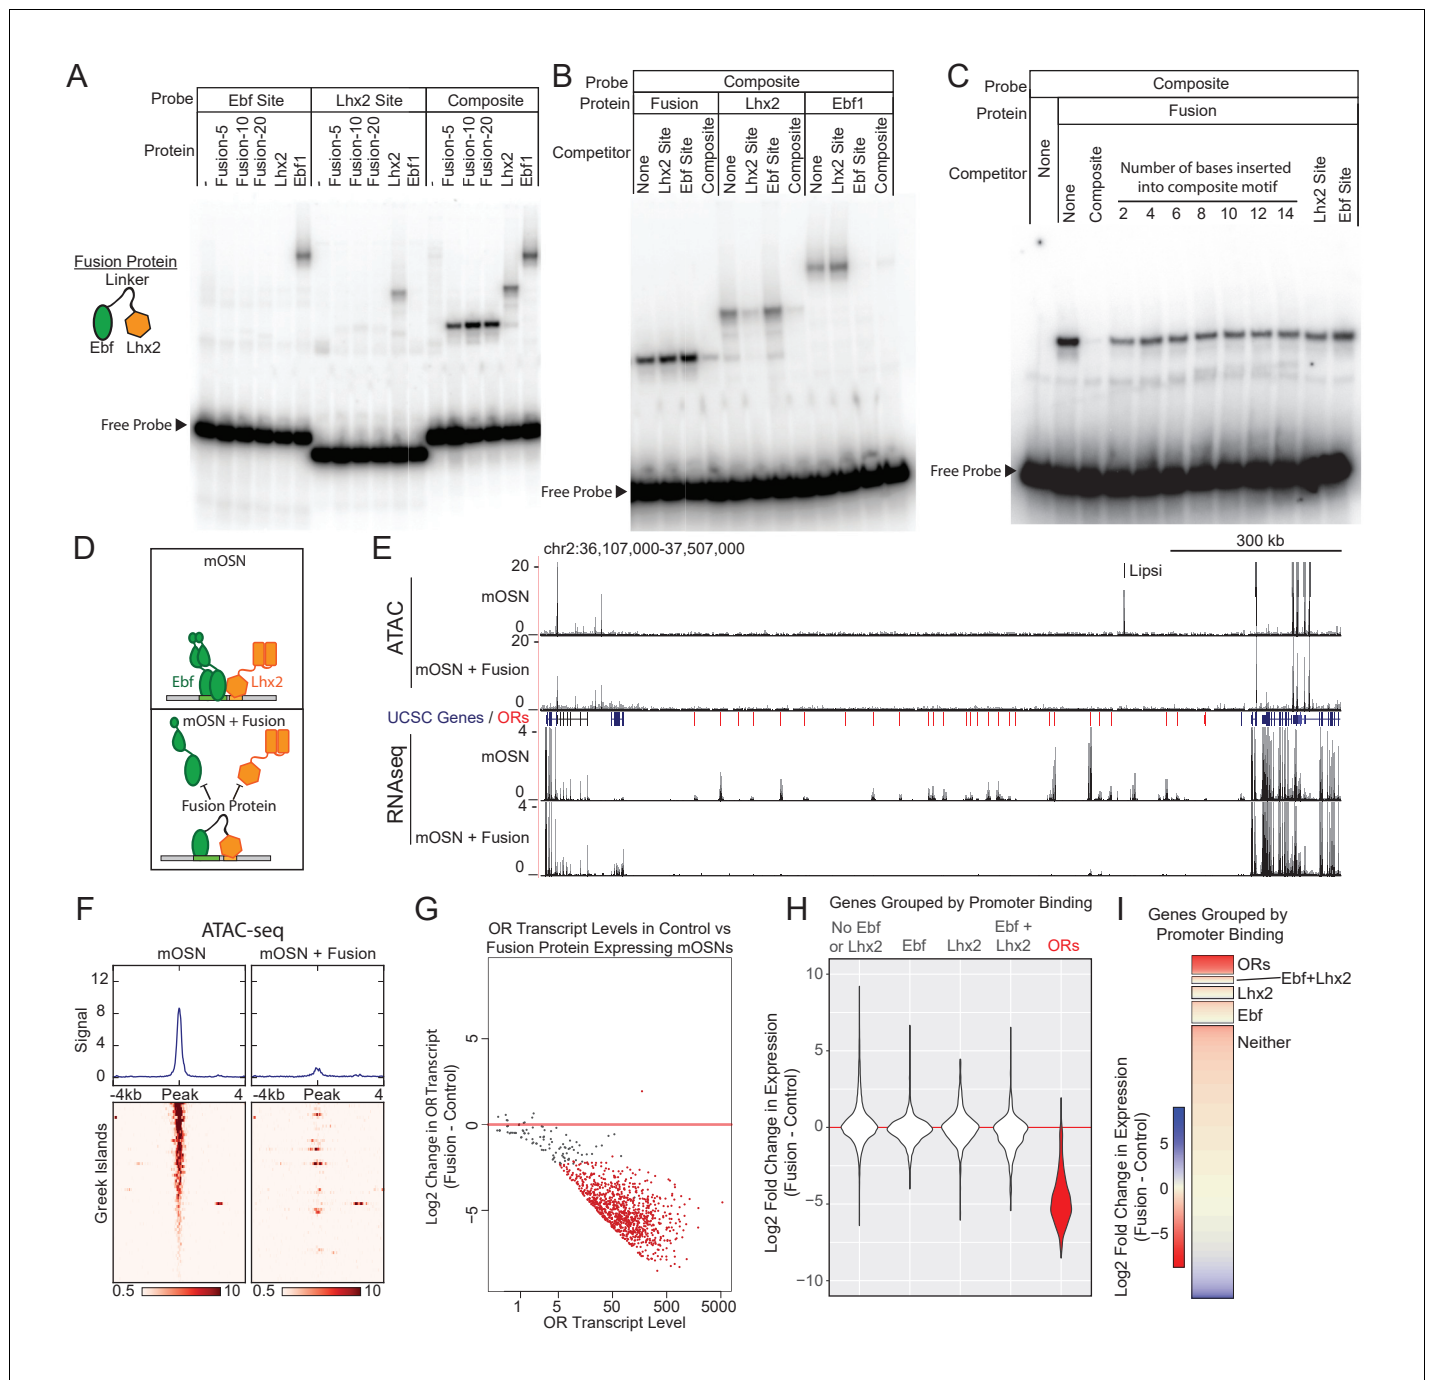 A
Probe
Ebf Site
Lhx2 Site
Composite
Protein
-
Fusion-5
Fusion-10
Fusion-20
Lhx2
Ebf1
-
Fusion-5
Fusion-10
Fusion-20
Lhx2
Ebf1
-
Fusion-5
Fusion-10
Fusion-20
Lhx2
Ebf1
Fusion Protein
Linker
Ebf
Lhx2
Free Probe
B
Probe
Composite
Protein
Fusion
Lhx2
Ebf1
Competitor
None
Lhx2 Site
Ebf Site
Composite
None
Lhx2 Site
Ebf Site
Composite
None
Lhx2 Site
Ebf Site
Composite
Free Probe
C
Probe
Composite
Protein
Fusion
Competitor
None
None
Composite
Number of bases inserted
into composite motif
2 4 6 8 10 12 14
Lhx2 Site
Ebf Site
Free Probe
D
mOSN
Ebf
Lhx2
mOSN + Fusion
Fusion Protein
E
chr2:36,107,000-37,507,000
300 kb
ATAC
20
mOSN
0
Lipsi
20
mOSN + Fusion
0
UCSC Genes / ORs
RNAseq
4
mOSN
0
4
mOSN + Fusion
0
F
ATAC-seq
mOSN
mOSN + Fusion
Signal
12
8
4
0
-4kb Peak 4
-4kb Peak 4
Greek Islands
0.5 10
0.5 10
G
OR Transcript Levels in Control vs
Fusion Protein Expressing mOSNs
Log2 Change in OR Transcript
(Fusion - Control)
5
0
−5
1 5 50 500 5000
OR Transcript Level
H
Genes Grouped by Promoter Binding
No Ebf
or Lhx2
Ebf
Lhx2
Ebf +
Lhx2
ORs
Log2 Fold Change in Expression
(Fusion - Control)
10
5
0
−5
−10
I
Genes Grouped by
Promoter Binding
ORs
Ebf+Lhx2
Lhx2
Ebf
Neither
Log2 Fold Change in Expression
(Fusion - Control)
5
0
−5